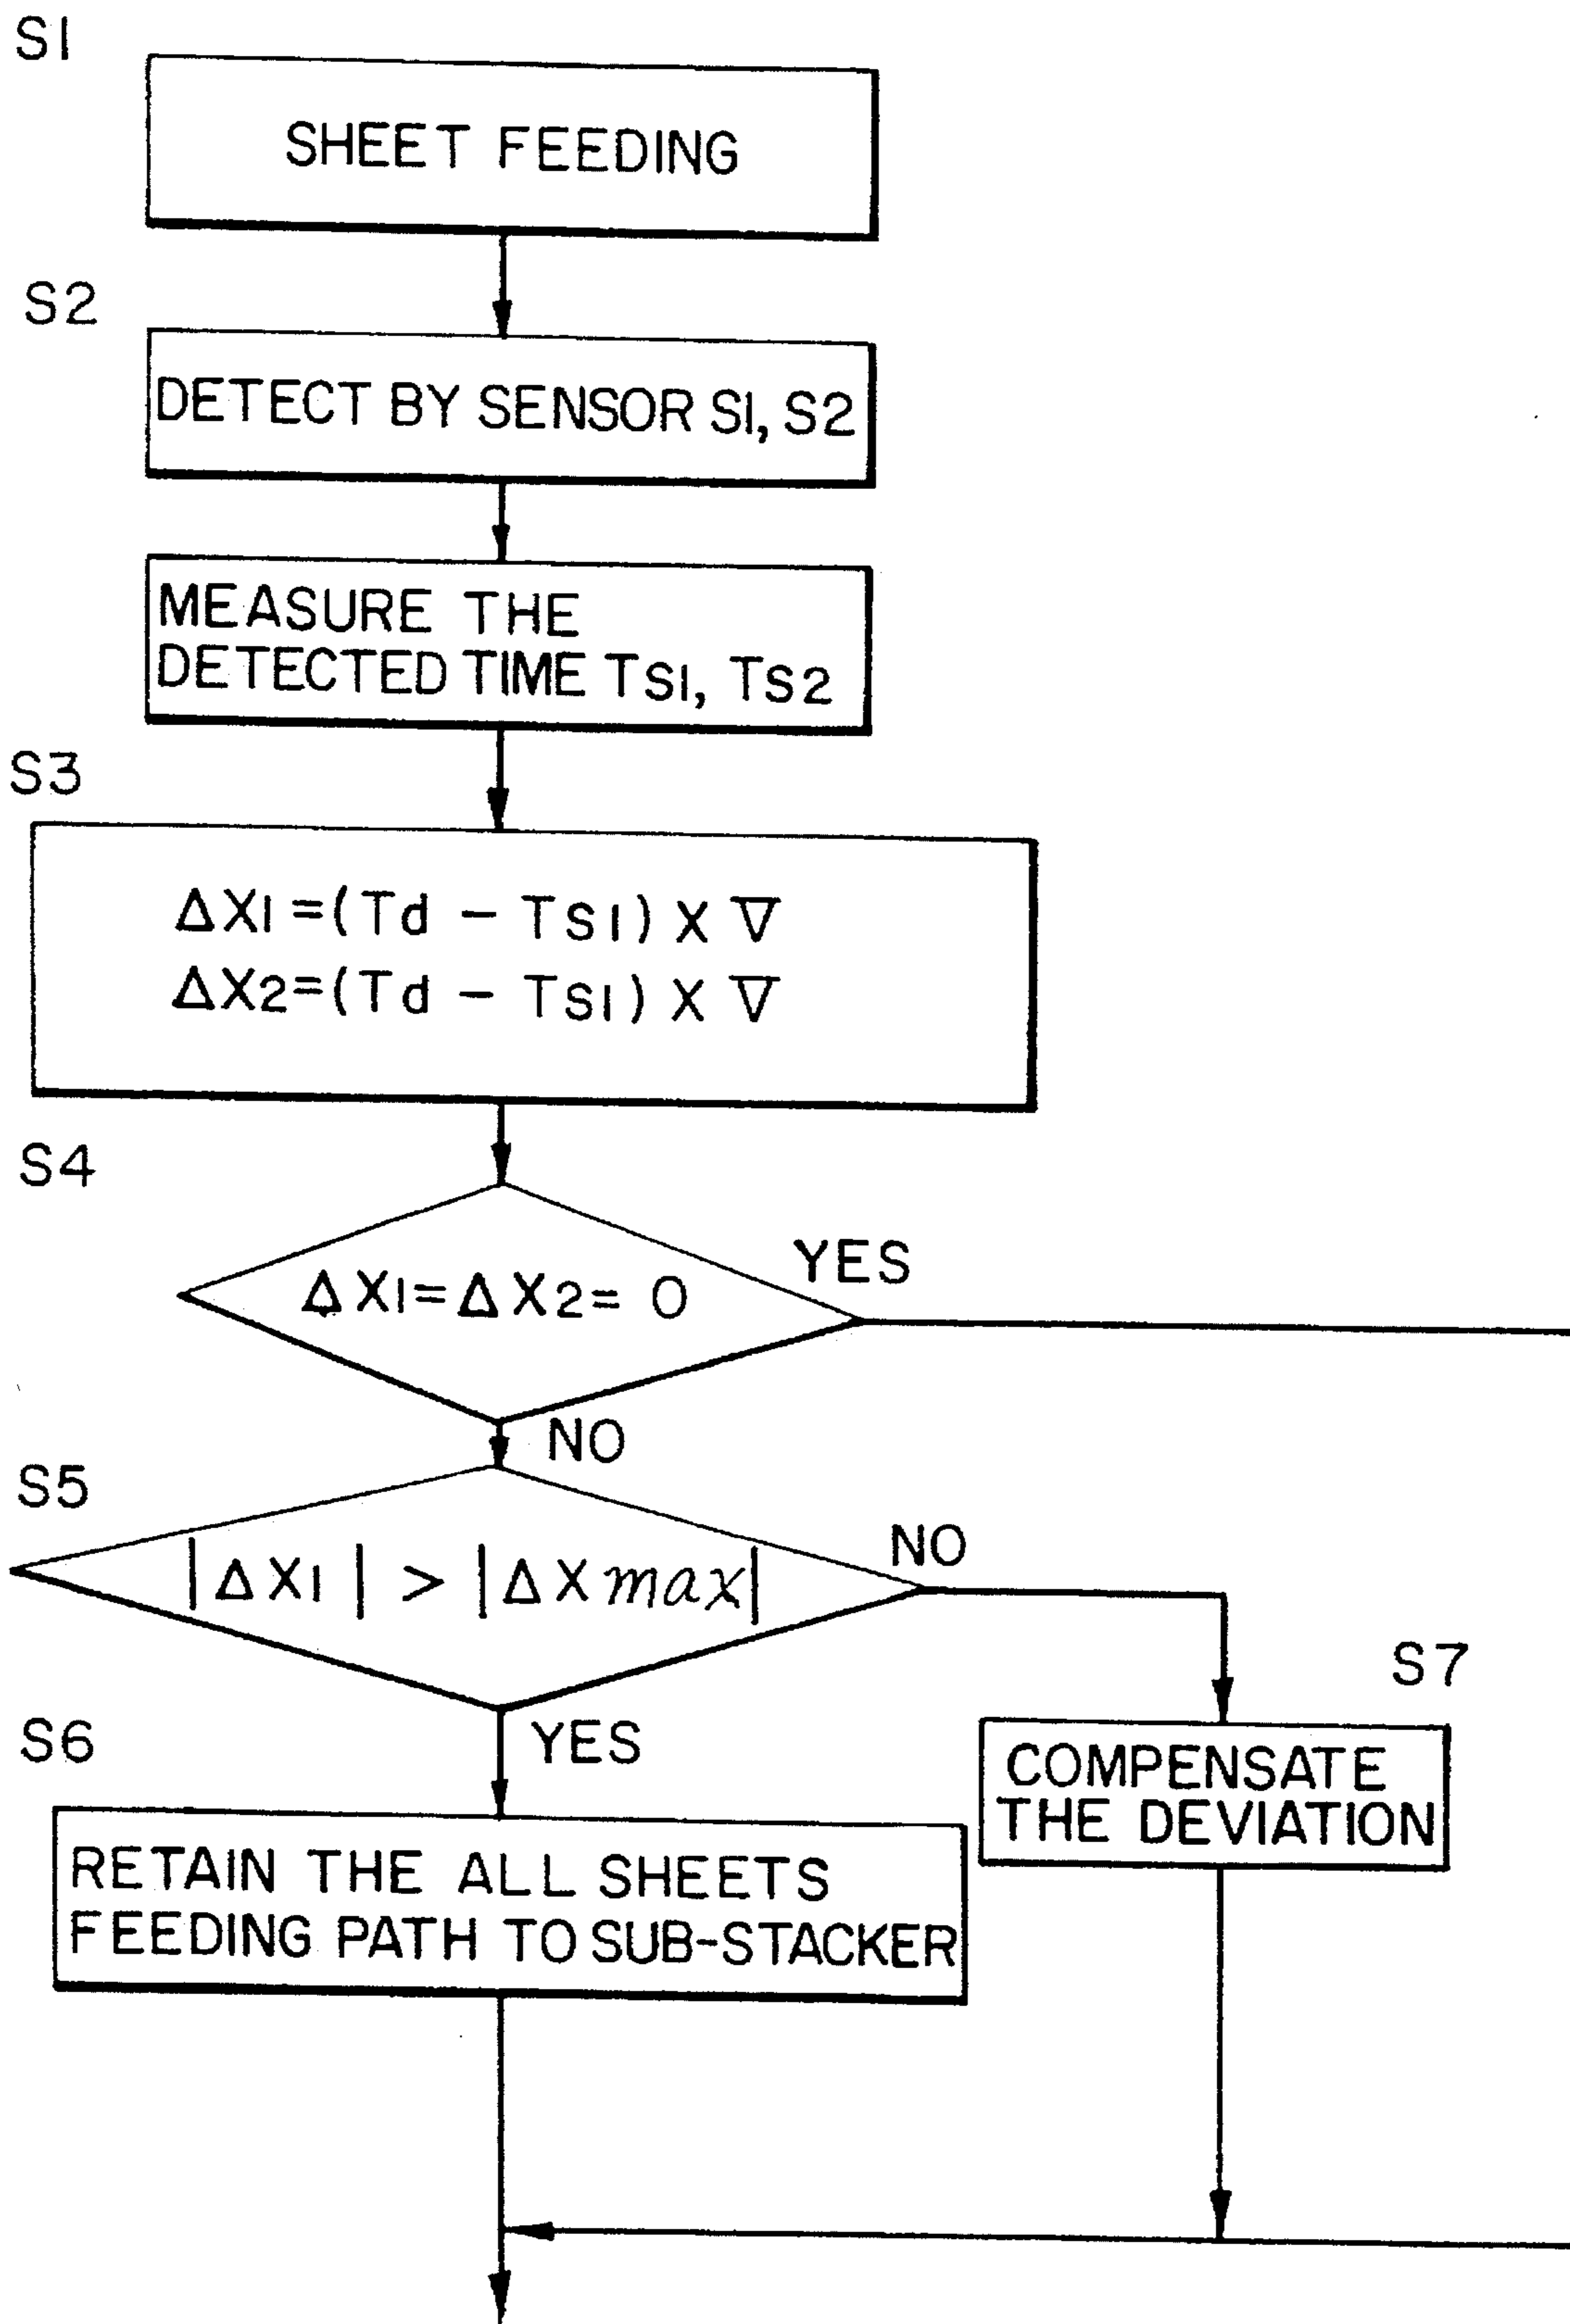 S1
SHEET FEEDING
S2
DETECT BY SENSOR S1, S2
MEASURE THE
DETECTED TIME TS1, TS2
S3
ΔX1=(Td - TS1) X ∇
ΔX2=(Td - TS1) X ∇
S4
YES
ΔX1=ΔX2= 0
NO
S5
NO
|ΔX1| > |ΔX max|
S7
S6
YES
COMPENSATE
THE DEVIATION
RETAIN THE ALL SHEETS
FEEDING PATH TO SUB-STACKER